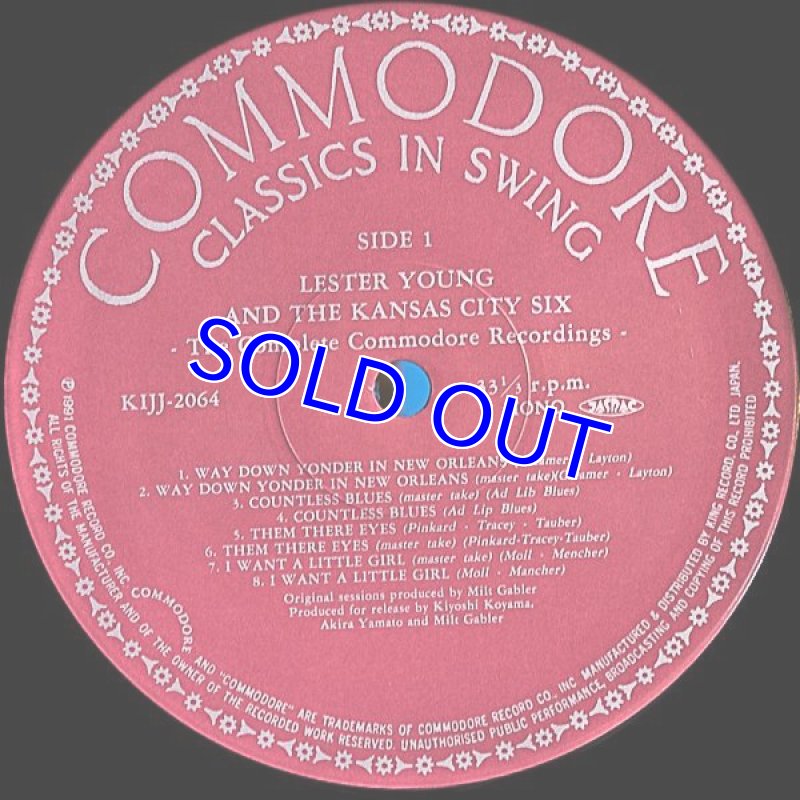 COMMODORE
CLASSICS IN SWING
SIDE 1
LESTER YOUNG
AND THE KANSAS CITY SIX
- The Complete Commodore Recordings -
SOLD OUT
KIJJ-2064
33⅓ r.p.m.
MONO JASRAC
1. WAY DOWN YONDER IN NEW ORLEANS Layton)
2. WAY DOWN YONDER IN NEW ORLEANS (master take)(Creamer · Layton)
3. COUNTLESS BLUES (master take) (Ad Lib Blues)
4. COUNTLESS BLUES (Ad Lip Blues)
5. THEM THERE EYES (Pinkard · Tracey · Tauber)
6. THEM THERE EYES (master take) (Pinkard-Tracey-Tauber)
7. I WANT A LITTLE GIRL (master take) (Moll · Mencher)
8. I WANT A LITTLE GIRL (Moll · Mancher)
Original sessions produced by Milt Gabler
Produced for release by Kiyoshi Koyama,
Akira Yamato and Milt Gabler
℗ 1991 COMMODORE RECORD CO., INC. COMMODORE AND "COMMODORE" ARE TRADEMARKS OF COMMODORE RECORD CO., INC. MANUFACTURED & DISTRIBUTED BY KING RECORD. CO., LTD JAPAN.
ALL RIGHTS OF THE MANUFACTURER AND OF THE OWNER OF THE RECORDED WORK RESERVED. UNAUTHORISED PUBLIC PERFORMANCE, BROADCASTING AND COPYING OF THIS RECORD PROHIBITED